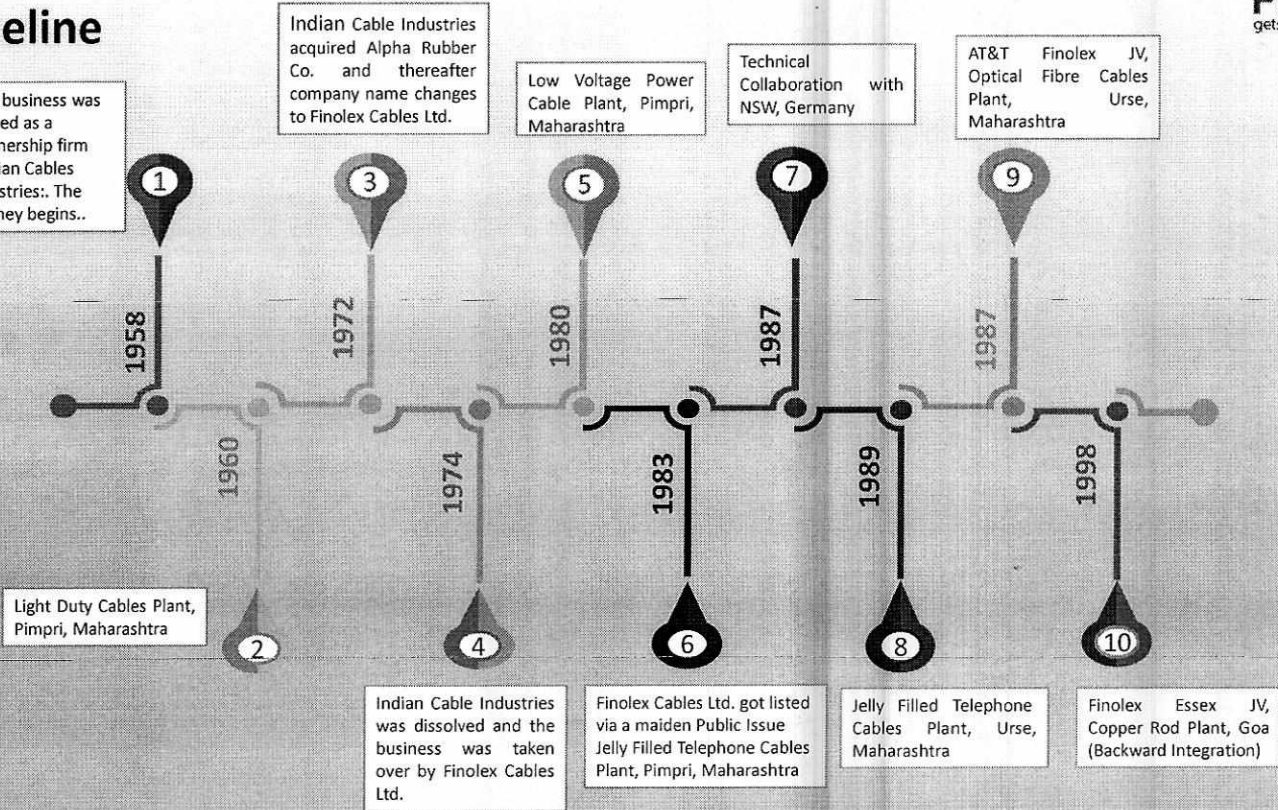 eline
gets
business was
ed as a
nership firm
ian Cables
stries:. The
ney begins..
1
1958
Light Duty Cables Plant,
Pimpri, Maharashtra
2
1960
Indian Cable Industries
acquired Alpha Rubber
Co. and thereafter
company name changes
to Finolex Cables Ltd.
3
1972
Indian Cable Industries
was dissolved and the
business was taken
over by Finolex Cables
Ltd.
4
1974
Low Voltage Power
Cable Plant, Pimpri,
Maharashtra
5
1980
Finolex Cables Ltd. got listed
via a maiden Public Issue
Jelly Filled Telephone Cables
Plant, Pimpri, Maharashtra
6
1983
Technical
Collaboration with
NSW, Germany
7
1987
Jelly Filled Telephone
Cables Plant, Urse,
Maharashtra
8
1989
AT&T Finolex JV,
Optical Fibre Cables
Plant, Urse,
Maharashtra
9
1987
Finolex Essex JV,
Copper Rod Plant, Goa
(Backward Integration)
10
1998